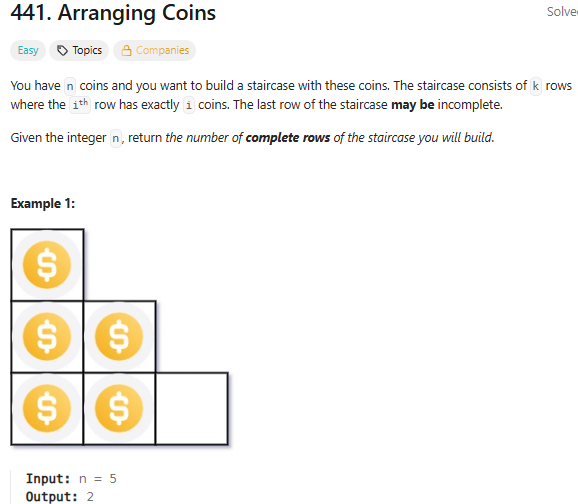 441. Arranging Coins
Solve
Easy Topics Companies
You have n coins and you want to build a staircase with these coins. The staircase consists of k rows
where the ith row has exactly i coins. The last row of the staircase may be incomplete.
Given the integer n, return the number of complete rows of the staircase you will build.
Example 1:
$
$ $
$ $
Input: n = 5
Output: 2